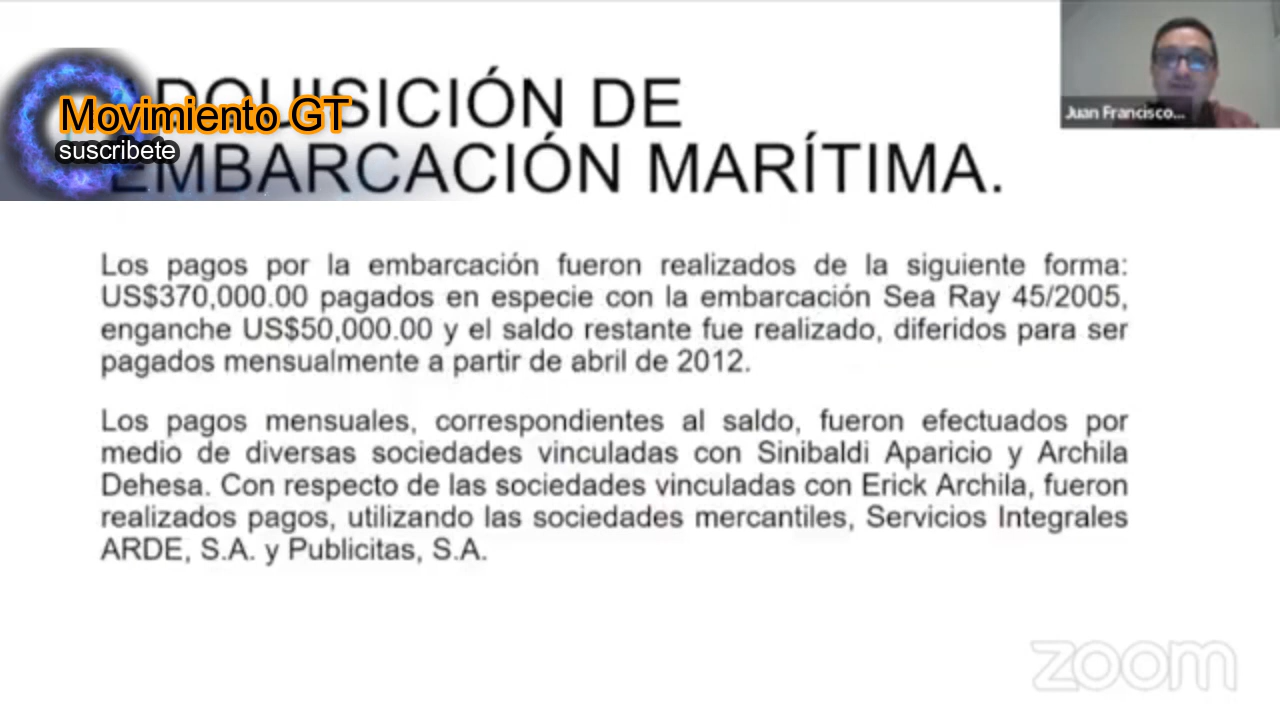 ADQUISICIÓN DE
EMBARCACIÓN MARÍTIMA.
Movimiento GT
suscribete
Juan Francisco...
Los pagos por la embarcación fueron realizados de la siguiente forma:
US$370,000.00 pagados en especie con la embarcación Sea Ray 45/2005,
enganche US$50,000.00 y el saldo restante fue realizado, diferidos para ser
pagados mensualmente a partir de abril de 2012.
Los pagos mensuales, correspondientes al saldo, fueron efectuados por
medio de diversas sociedades vinculadas con Sinibaldi Aparicio y Archila
Dehesa. Con respecto de las sociedades vinculadas con Erick Archila, fueron
realizados pagos, utilizando las sociedades mercantiles, Servicios Integrales
ARDE, S.A. y Publicitas, S.A.
zoom